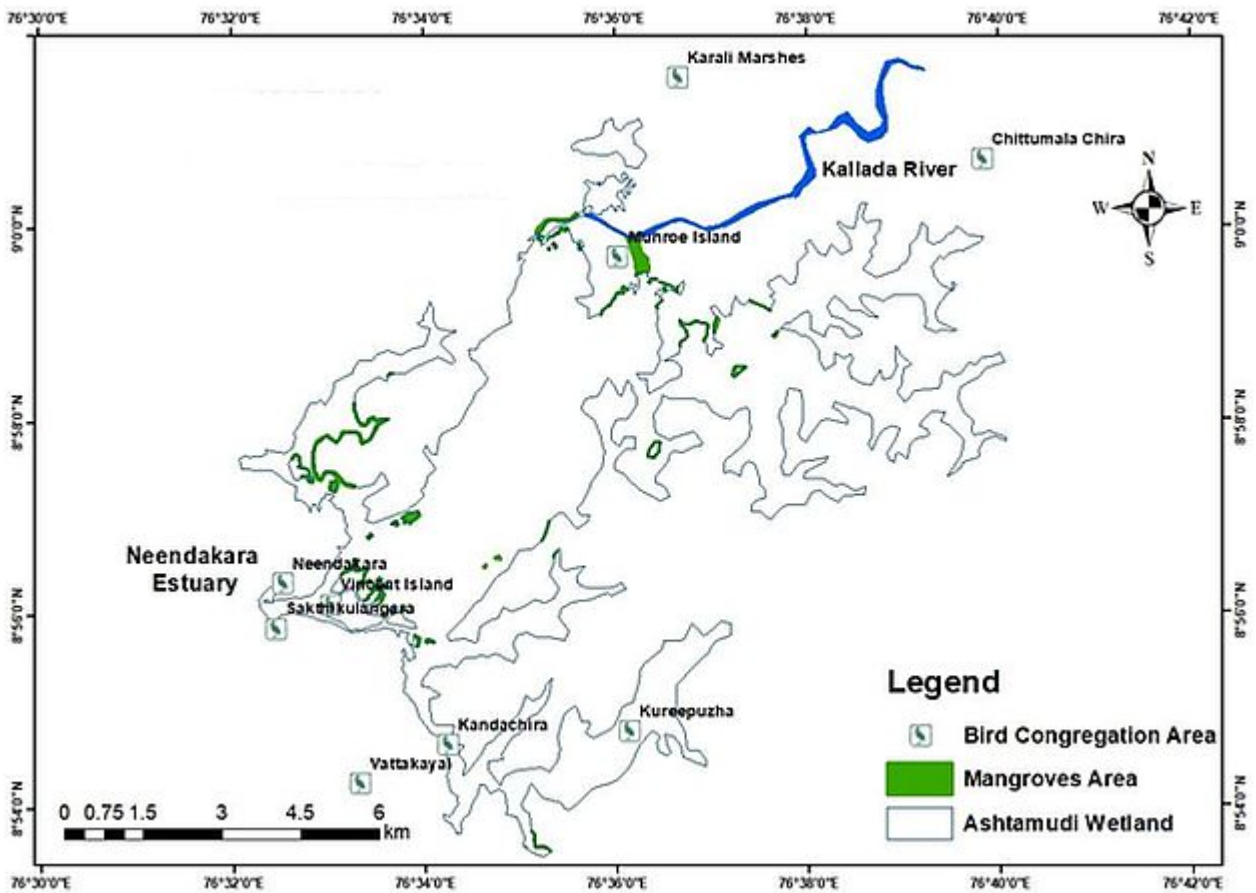 76°30'0"E 76°32'0"E 76°34'0"E 76°36'0"E 76°38'0"E 76°40'0"E 76°42'0"E
Karali Marshes
Chittumala Chira
Kallada River
N
W E
S
9°0'0"N 9°0'0"N
Munroe Island
8°58'0"N 8°58'0"N
Neendakara
Estuary
Neendakara
Vincent Island
Sakthikulangara
8°56'0"N 8°56'0"N
Kureepuzha
Kandachira
Vattakayal
Legend
Bird Congregation Area
Mangroves Area
Ashtamudi Wetland
8°54'0"N 8°54'0"N
0 0.75 1.5 3 4.5 6
km
76°30'0"E 76°32'0"E 76°34'0"E 76°36'0"E 76°38'0"E 76°40'0"E 76°42'0"E